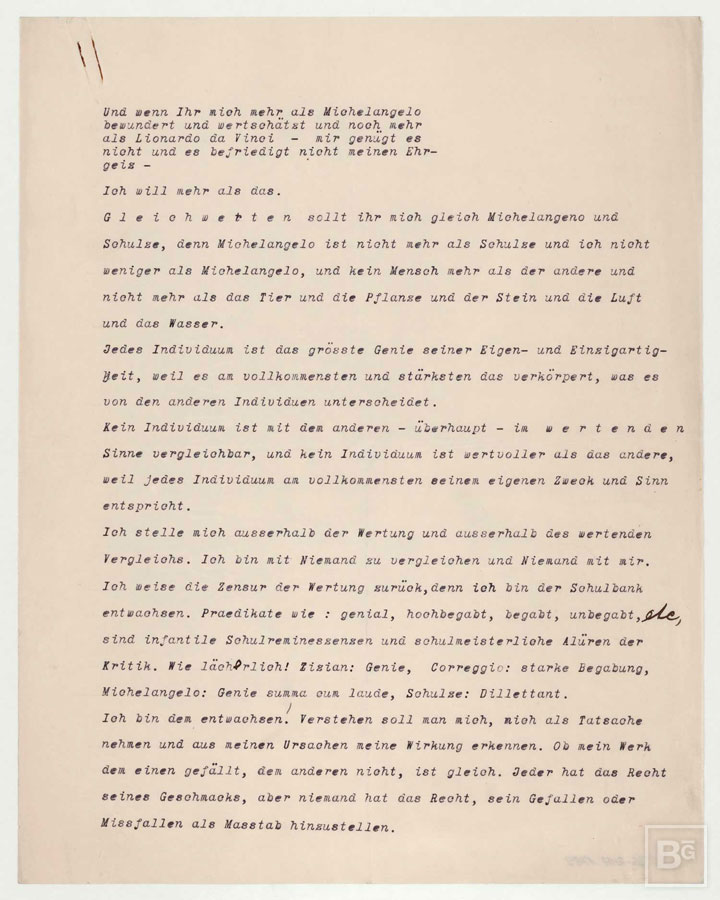 Und wenn Ihr mich mehr als Michelangelo
bewundert und wertschätzt und noch mehr
als Lionardo da Vinci - mir genügt es
nicht und es befriedigt nicht meinen Ehr-
geiz -
Ich will mehr als das.
G l e i c h w e r t e n sollt ihr mich gleich Michelangeno und
Schulze, denn Michelangelo ist nicht mehr als Schulze und ich nicht
weniger als Michelangelo, und kein Mensch mehr als der andere und
nicht mehr als das Tier und die Pflanze und der Stein und die Luft
und das Wasser.
Jedes Individuum ist das grösste Genie seiner Eigen- und Einzigartig-
keit, weil es am vollkommensten und stärksten das verkörpert, was es
von den anderen Individuen unterscheidet.
Kein Individuum ist mit dem anderen - überhaupt - im w e r t e n d e n
Sinne vergleichbar, und kein Individuum ist wertvoller als das andere,
weil jedes Individuum am vollkommensten seinem eigenen Zweck und Sinn
entspricht.
Ich stelle mich ausserhalb der Wertung und ausserhalb des wertenden
Vergleichs. Ich bin mit Niemand zu vergleichen und Niemand mit mir.
Ich weise die Zensur der Wertung zurück,denn ich bin der Schulbank
entwachsen. Praedikate wie : genial, hochbegabt, begabt, unbegabt, etc,
sind infantile Schulreminessenzen und schulmeisterliche Alüren der
Kritik. Wie lächerlich! Zizian: Genie, Correggio: starke Begabung,
Michelangelo: Genie summa cum laude, Schulze: Dillettant.
Ich bin dem entwachsen! Verstehen soll man mich, mich als Tatsache
nehmen und aus meinen Ursachen meine Wirkung erkennen. Ob mein Werk
dem einen gefällt, dem anderen nicht, ist gleich. Jeder hat das Recht
seines Geschmacks, aber niemand hat das Recht, sein Gefallen oder
Missfallen als Masstab hinzustellen.
BG